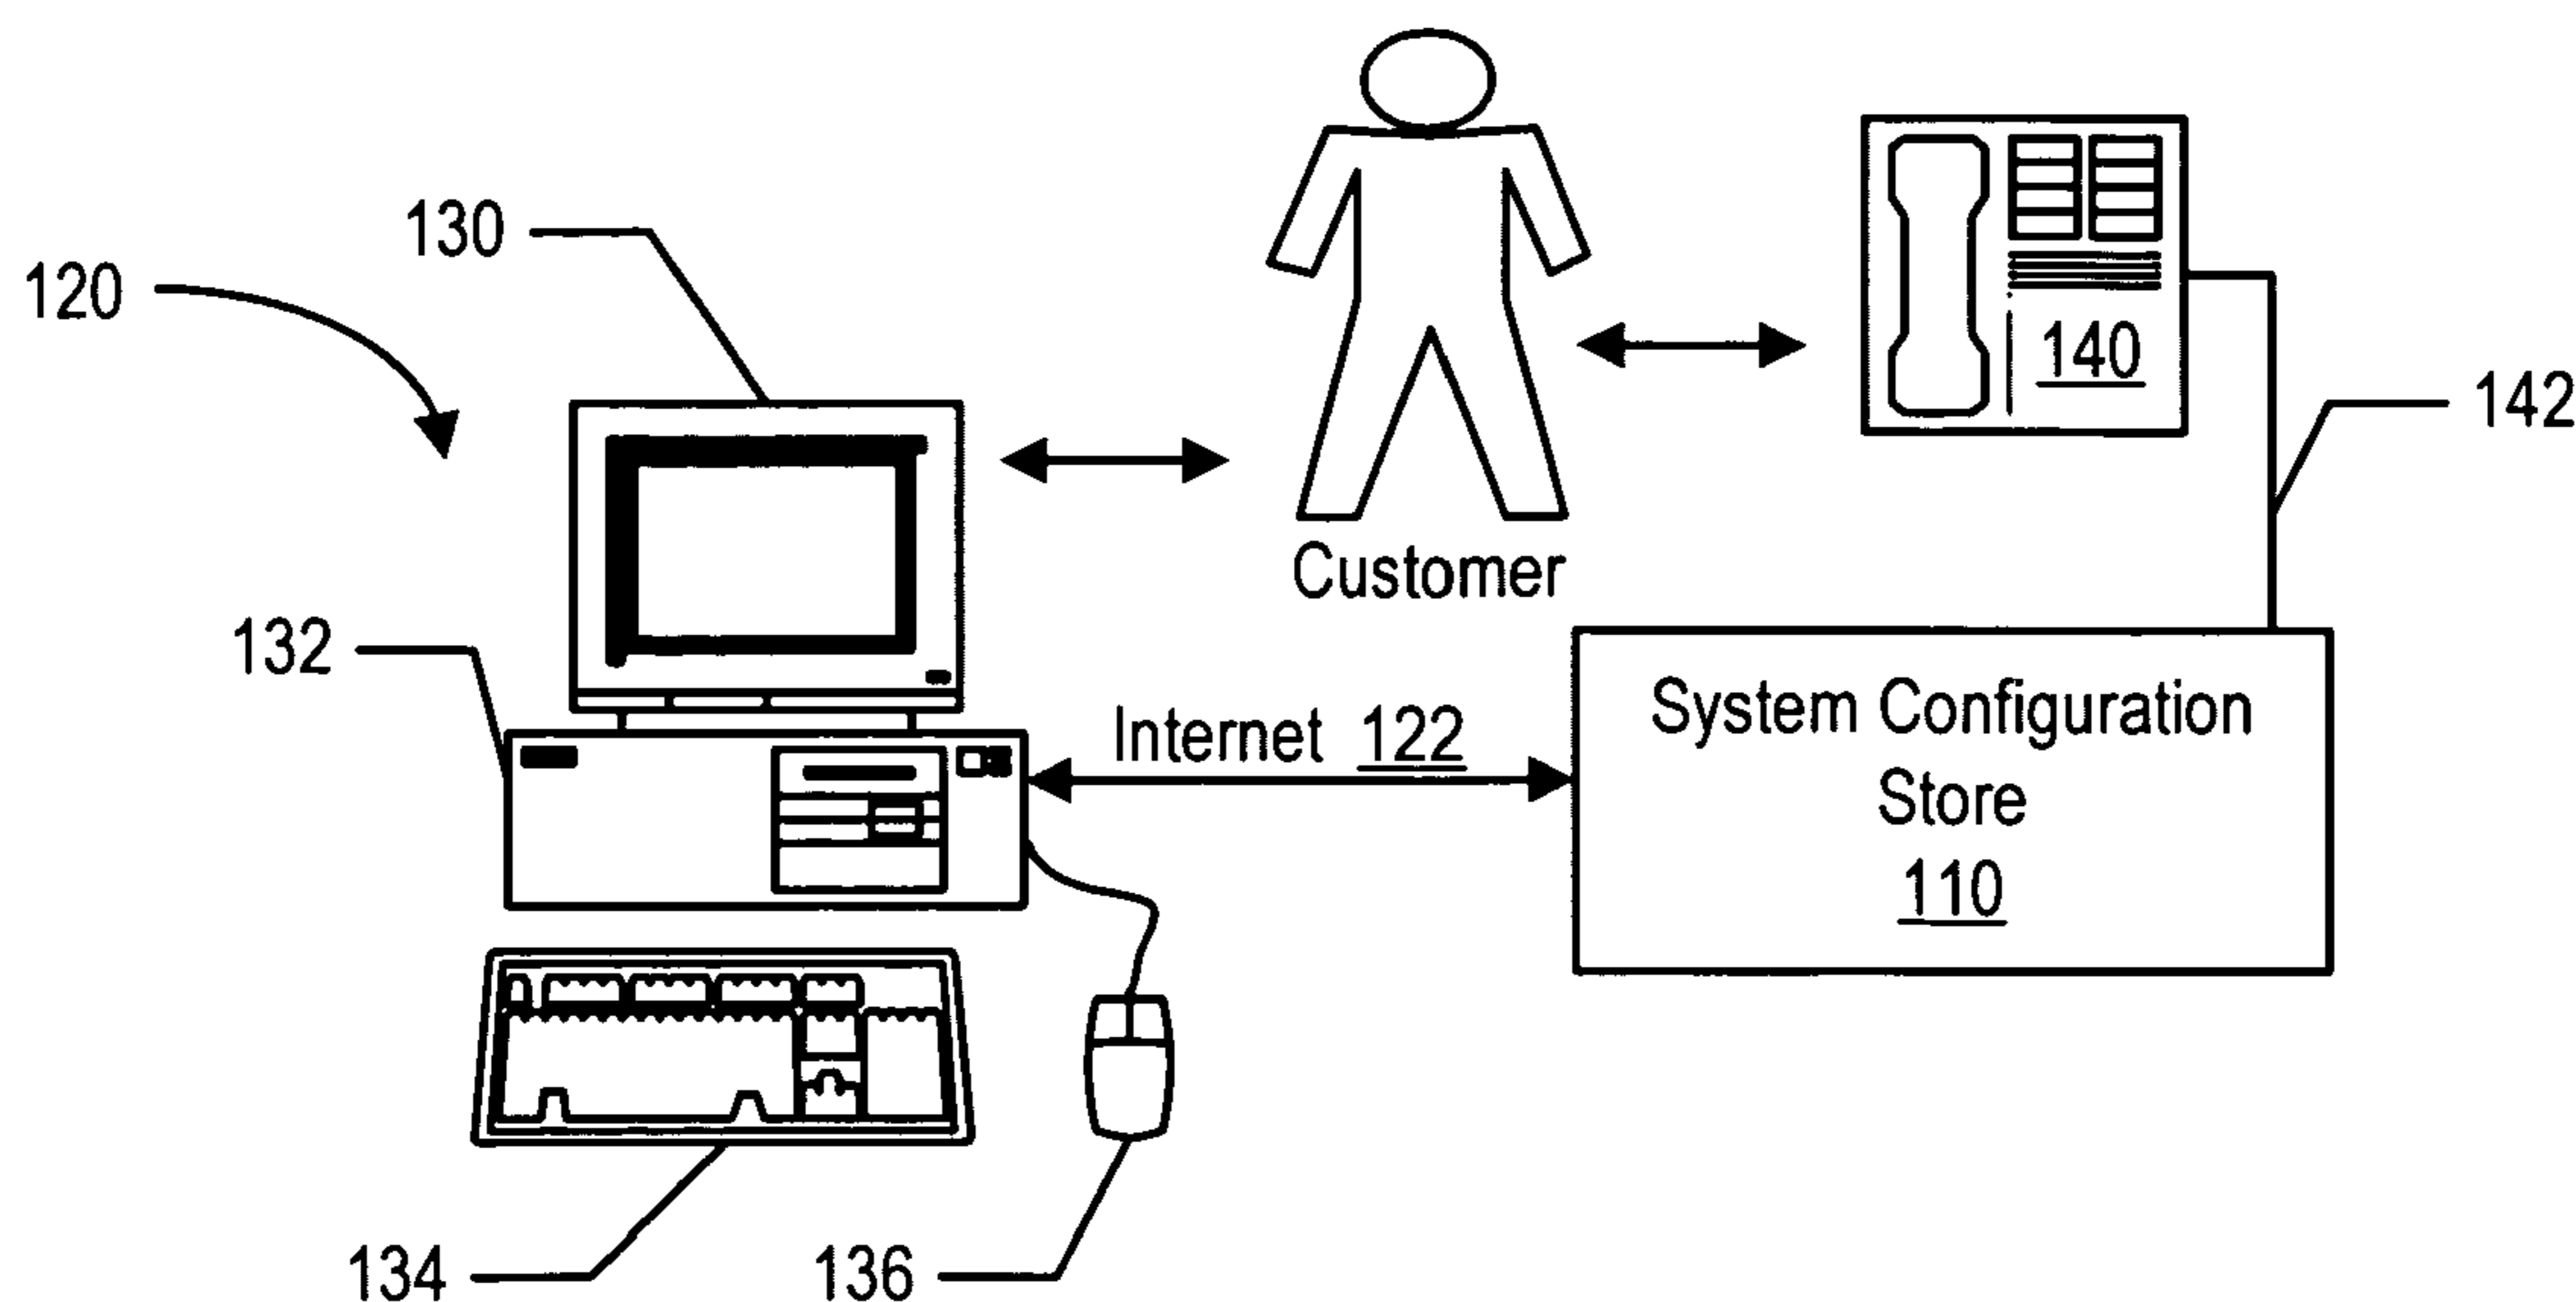 130
120
140
142
Customer
132
Internet 122
System Configuration
Store
110
134
136